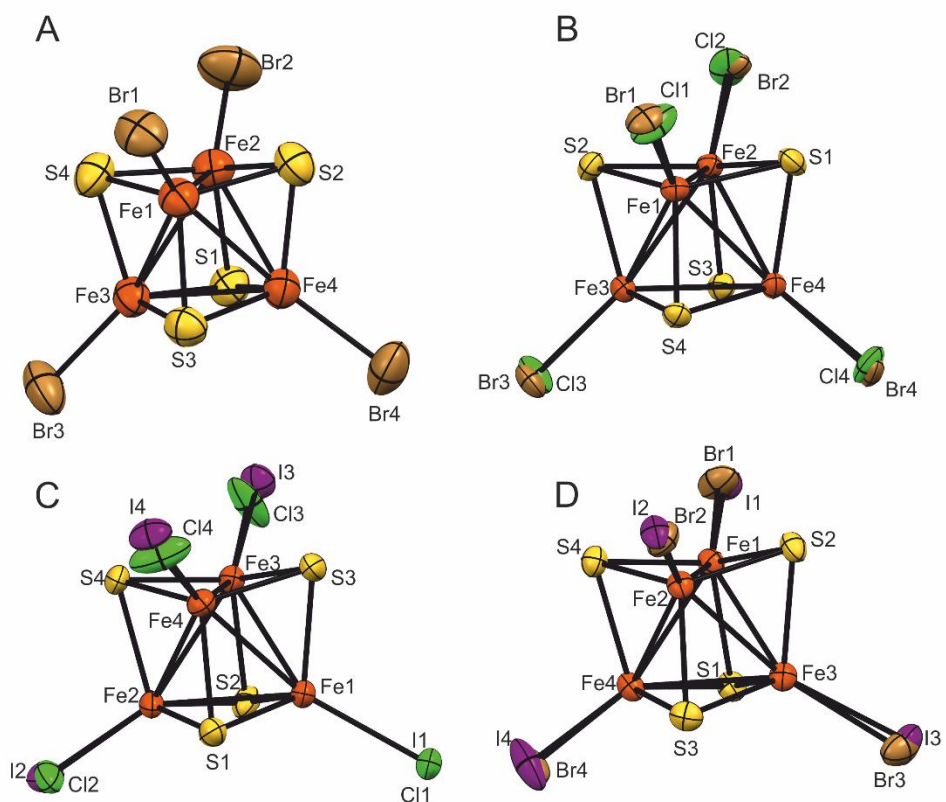 A
Br2
Br1
Fe2
S4
S2
Fe1
S1
Fe3
Fe4
S3
Br3
Br4
B
Cl2
Br2
Br1
Cl1
S2
Fe2
S1
Fe1
S3
Fe3
Fe4
S4
Br3
Cl3
Cl4
Br4
C
I3
I4
Cl3
Cl4
S4
Fe3
S3
Fe4
Fe2
S2
Fe1
S1
I2
Cl2
I1
Cl1
D
Br1
I2
Br2
I1
S4
Fe1
S2
Fe2
S1
Fe3
Fe4
S3
I4
Br4
I3
Br3